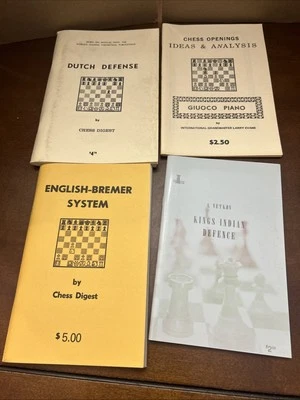 DUTCH DEFENSE
by
CHESS DIGEST
CHESS OPENINGS
IDEAS & ANALYSIS
GIUOCO PIAHO
by
INTERNATIONAL GRANDMASTER LARRY EVANS
$2.50
ENGLISH-BREMER
SYSTEM
by
Chess Digest
$5.00
KINGS INDIAN
DEFENCE